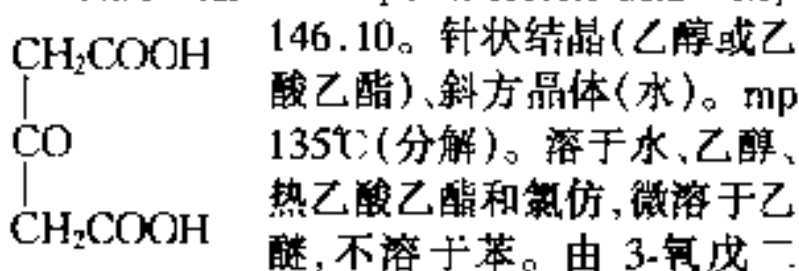 CH₂COOH
CO
CH₂COOH
146.10。针状结晶(乙醇或乙
酸乙酯)、斜方晶体(水)。mp
135℃(分解)。溶于水、乙醇、
热乙酸乙酯和氯仿,微溶于乙
醚,不溶于苯。由 3-氧戊二